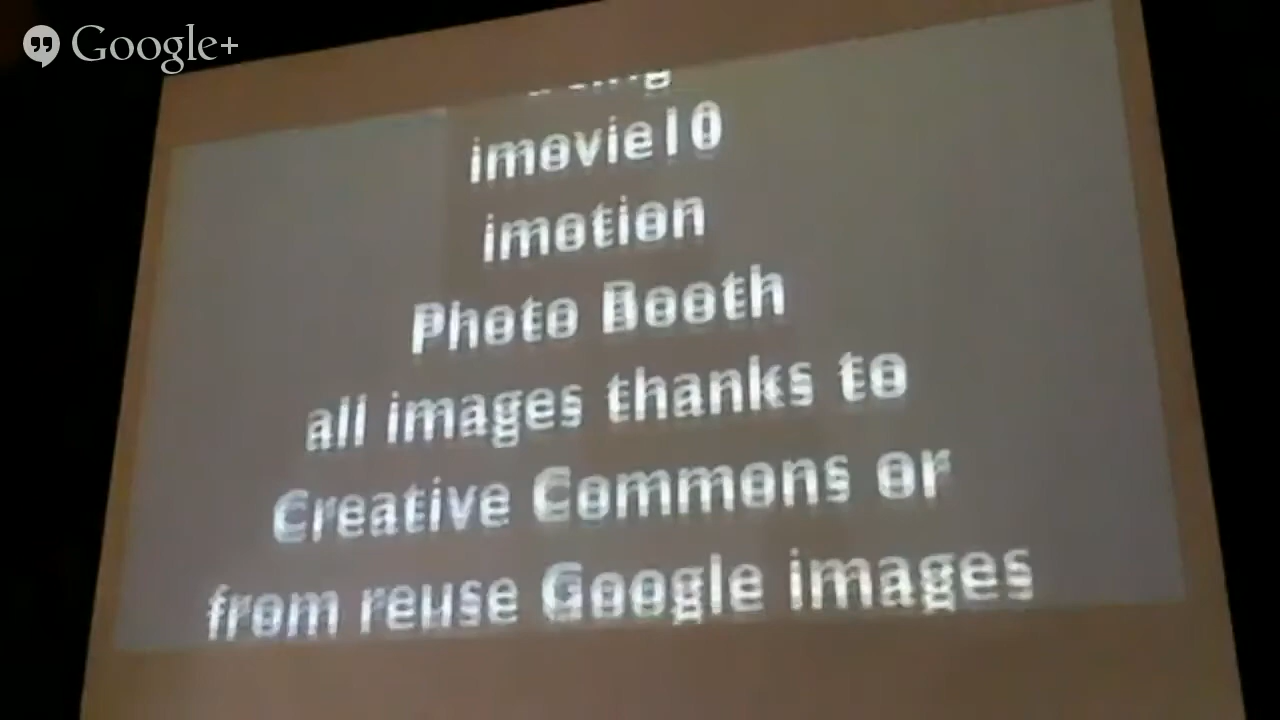 Google+
imovie10
imotion
Photo Booth
all images thanks to
Creative Commons or
from reuse Google images